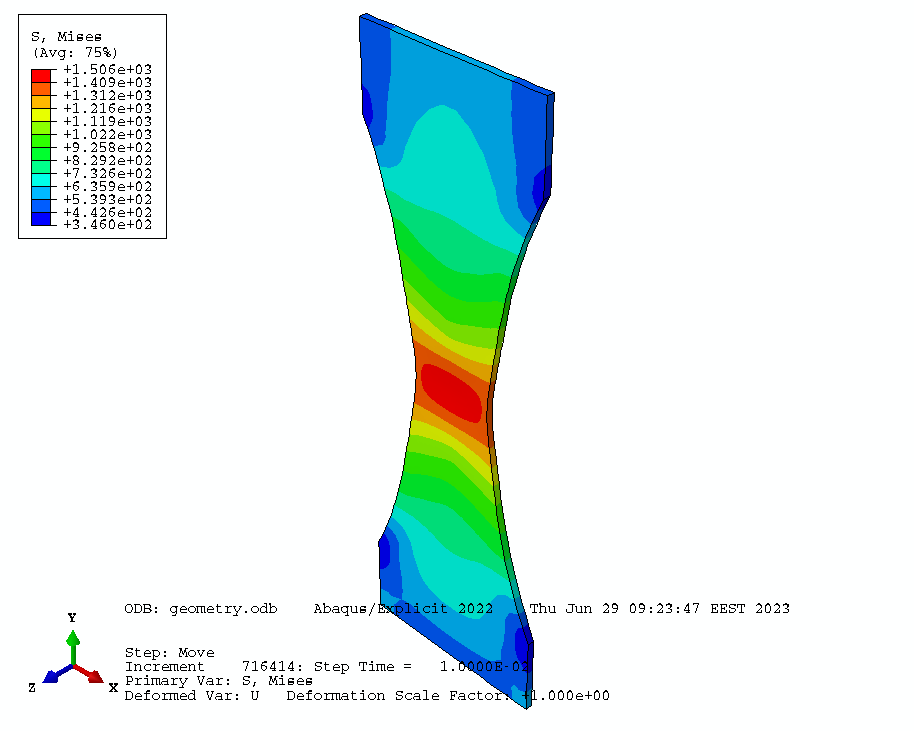 S, Mises
(Avg: 75%)
+1.506e+03
+1.409e+03
+1.312e+03
+1.216e+03
+1.119e+03
+1.022e+03
+9.258e+02
+8.292e+02
+7.326e+02
+6.359e+02
+5.393e+02
+4.426e+02
+3.460e+02
ODB: geometry.odb Abaqus/Explicit 2022 Thu Jun 29 09:23:47 EEST 2023
Y
Z
X
Step: Move
Increment 716414: Step Time = 1.0000E-02
Primary Var: S, Mises
Deformed Var: U Deformation Scale Factor: +1.000e+00